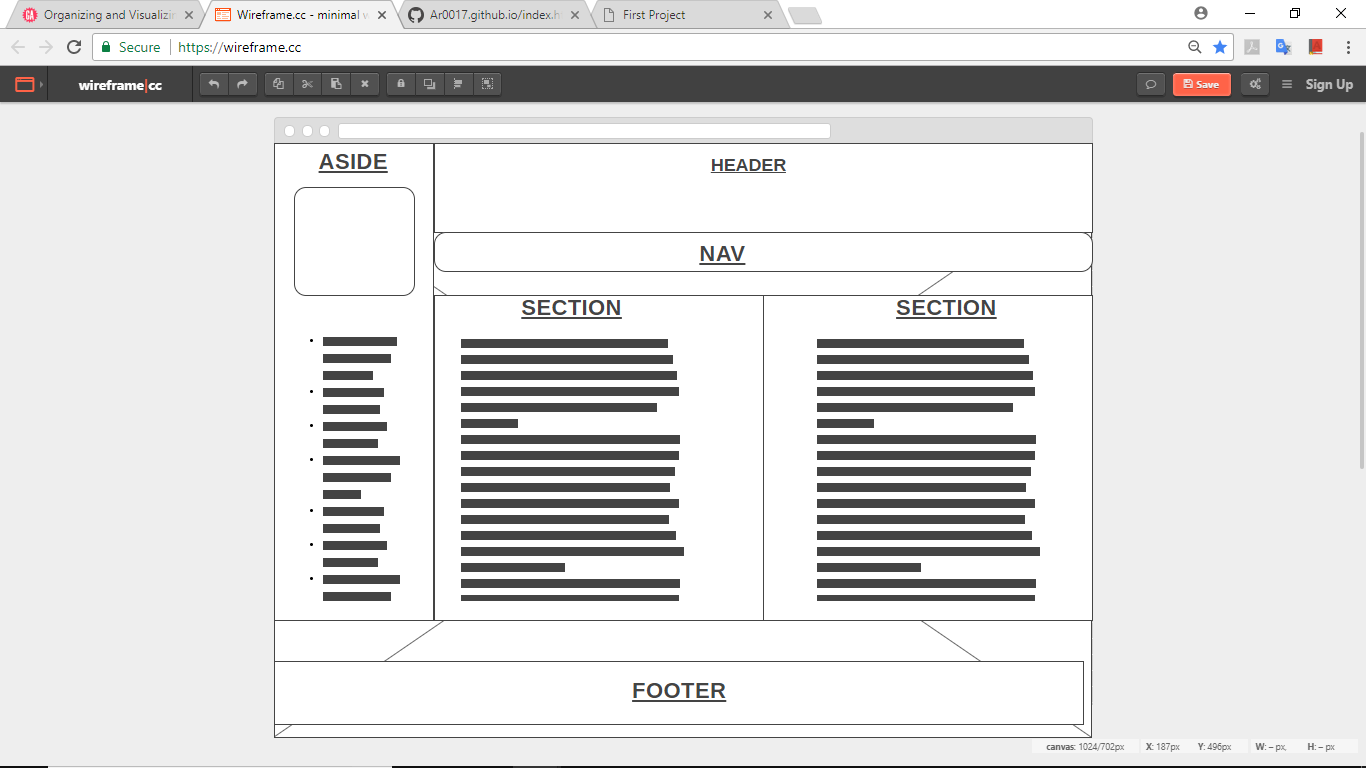 Organizing and Visualizin
Wireframe.cc - minimal w
Ar0017.github.io/index.h
First Project
Secure
https://wireframe.cc
wireframe|cc
Save
Sign Up
ASIDE
HEADER
NAV
SECTION
SECTION
FOOTER
canvas: 1024/702px X: 187px Y: 496px W: – px, H: – px